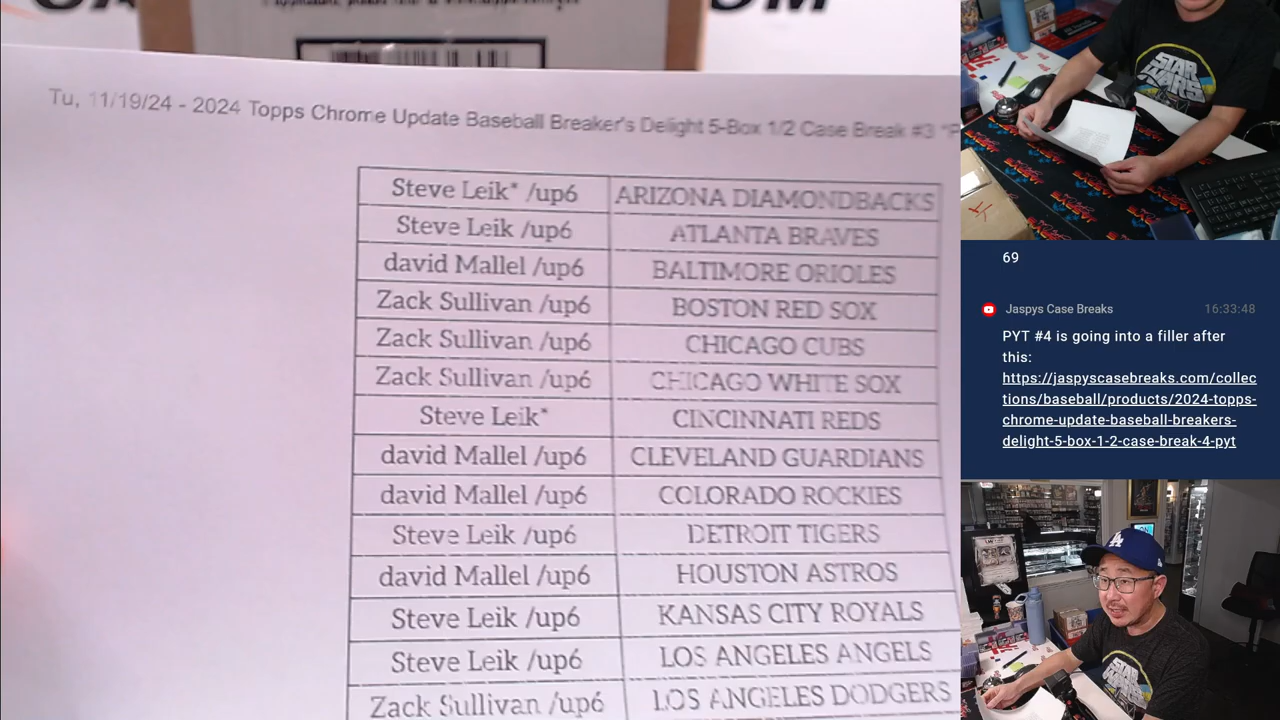 Tu, 11/19/24 - 2024 Topps Chrome Update Baseball Breaker's Delight 5-Box 1/2 Case Break #3
Steve Leik* /up6 ARIZONA DIAMONDBACKS
Steve Leik /up6 ATLANTA BRAVES
david Mallel /up6 BALTIMORE ORIOLES
Zack Sullivan /up6 BOSTON RED SOX
Zack Sullivan /up6 CHICAGO CUBS
Zack Sullivan /up6 CHICAGO WHITE SOX
Steve Leik* CINCINNATI REDS
david Mallel /up6 CLEVELAND GUARDIANS
david Mallel /up6 COLORADO ROCKIES
Steve Leik /up6 DETROIT TIGERS
david Mallel /up6 HOUSTON ASTROS
Steve Leik /up6 KANSAS CITY ROYALS
Steve Leik /up6 LOS ANGELES ANGELS
Zack Sullivan /up6 LOS ANGELES DODGERS
STAR
WARS
69
Jaspys Case Breaks 16:33:48
PYT #4 is going into a filler after
this:
https://jaspyscasebreaks.com/collec
tions/baseball/products/2024-topps-
chrome-update-baseball-breakers-
delight-5-box-1-2-case-break-4-pyt
LA
STAR
WARS